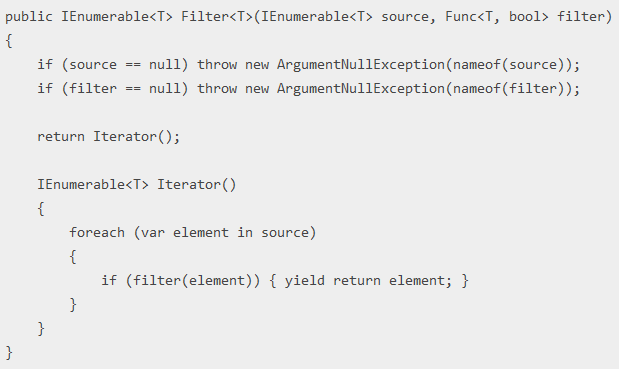 public IEnumerable<T> Filter<T>(IEnumerable<T> source, Func<T, bool> filter)
{
    if (source == null) throw new ArgumentNullException(nameof(source));
    if (filter == null) throw new ArgumentNullException(nameof(filter));

    return Iterator();

    IEnumerable<T> Iterator()
    {
        foreach (var element in source)
        {
            if (filter(element)) { yield return element; }
        }
    }
}